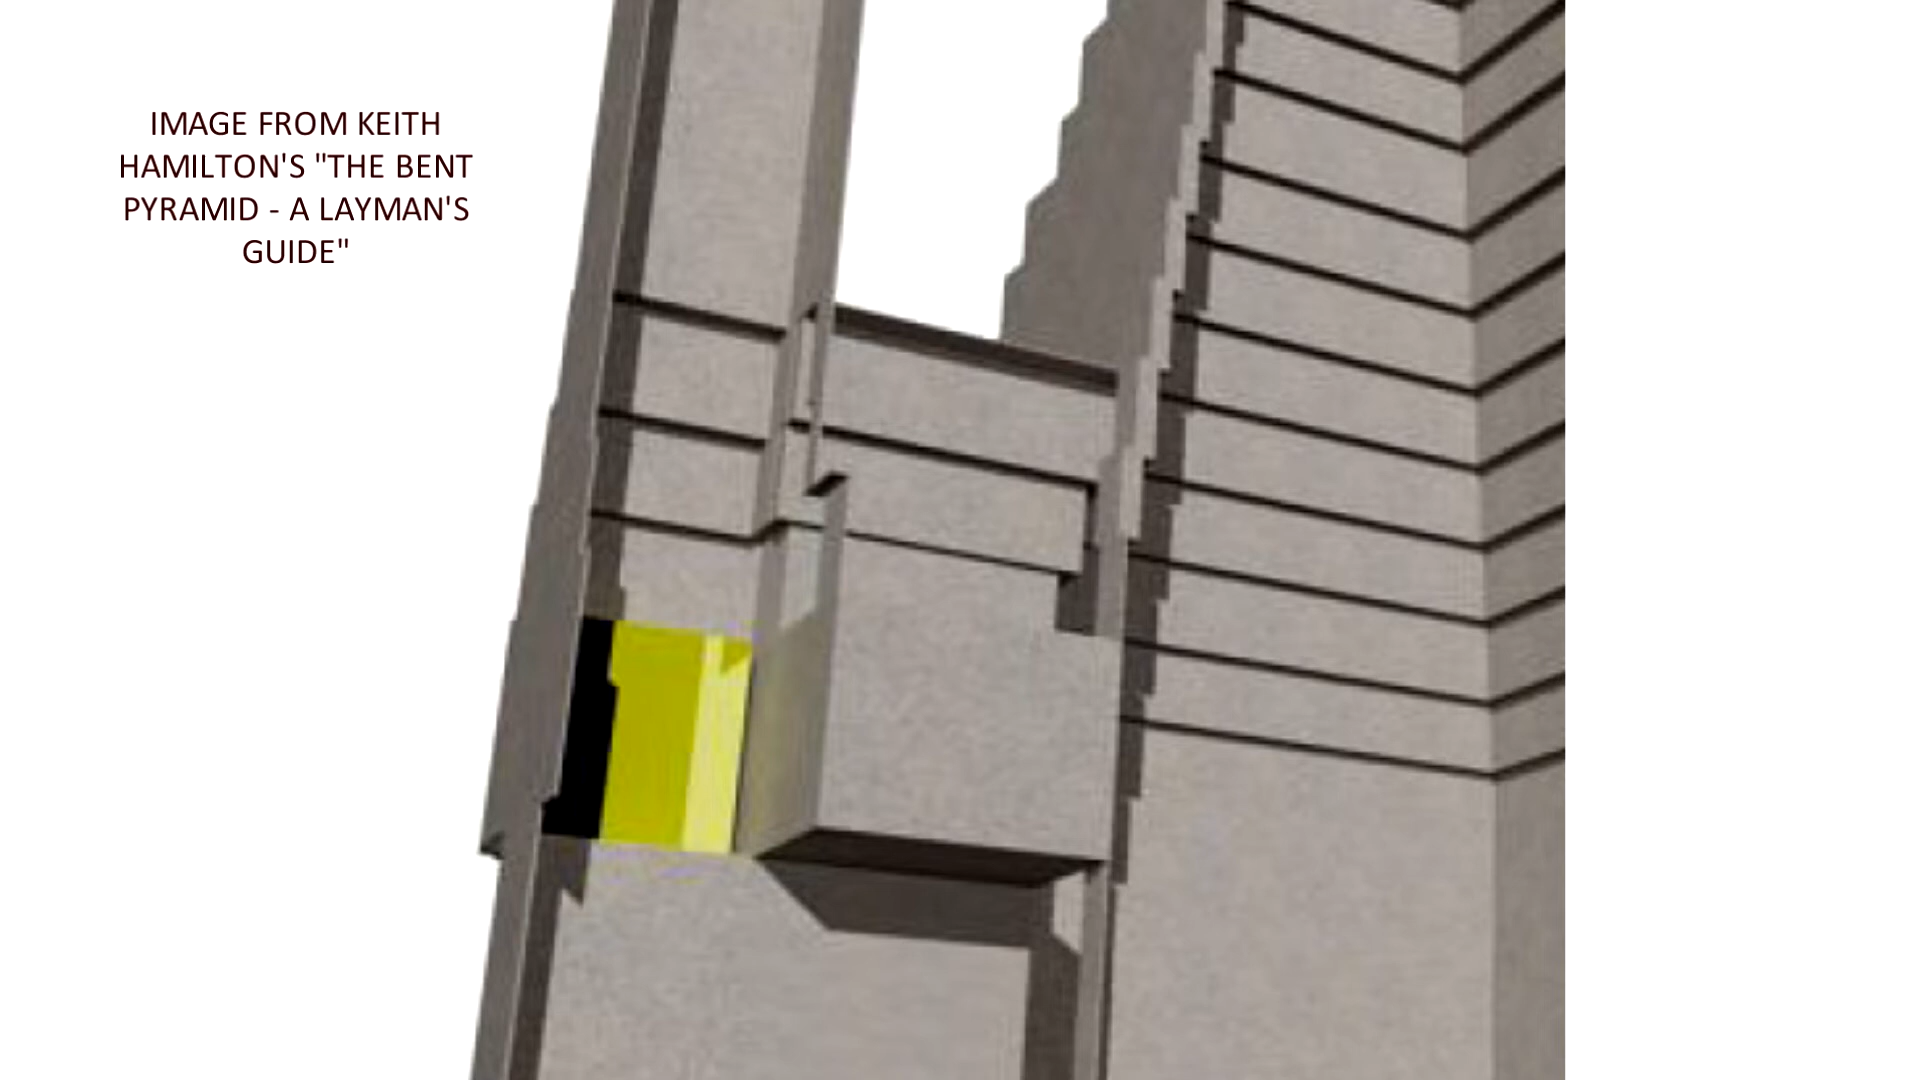 IMAGE FROM KEITH
HAMILTON'S "THE BENT
PYRAMID - A LAYMAN'S
GUIDE"